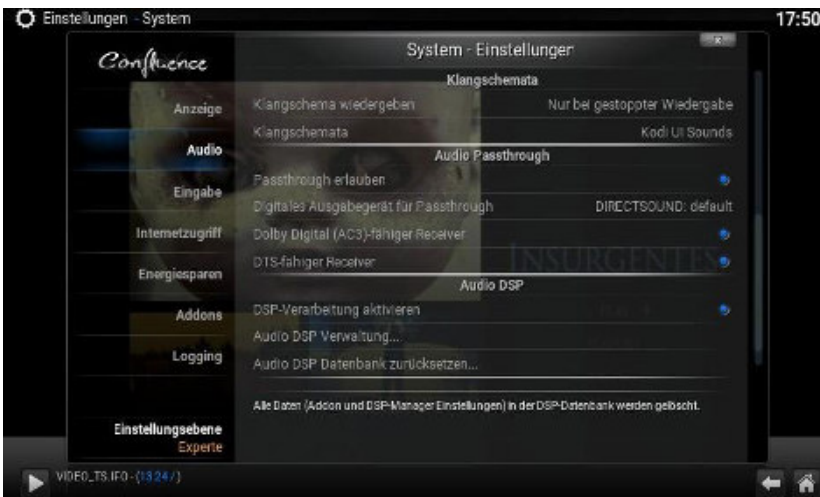 Einstellungen - System
17:50
Confluence
System - Einstellungen
Klangschemata
Anzeige
Klangschema wiedergeben
Nur bei gestoppter Wiedergabe
Klangschemata
Kodi UI Sounds
Audio
Audio Passthrough
Passthrough erlauben
Eingabe
Digitales Ausgabegerät für Passthrough
DIRECTSOUND: default
Internetzugriff
Dolby Digital (AC3)-fähiger Receiver
DTS-fähiger Receiver
INSURGENTES
Energiesparen
Audio DSP
Addons
DSP-Verarbeitung aktivieren
Audio DSP Verwaltung...
Logging
Audio DSP Datenbank zurücksetzen...
Alle Daten (Addon und DSP-Manager Einstellungen) in der DSP-Datenbank werden gelöscht.
Einstellungsebene
Experte
VIDEO_TS.IFO - (13:24 / )